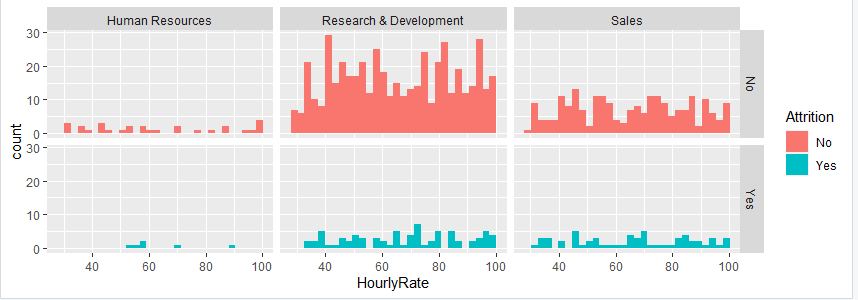 Human Resources Research & Development Sales
30
20
10
0
No
Attrition
No
Yes
count
30
20
10
0
Yes
40 60 80 100 40 60 80 100 40 60 80 100
HourlyRate